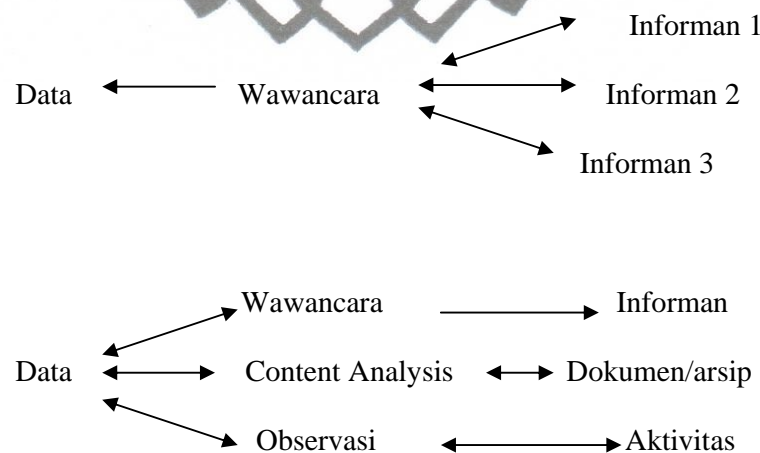 Informan 1
Data Wawancara Informan 2
Informan 3
Wawancara Informan
Data Content Analysis Dokumen/arsip
Observasi Aktivitas